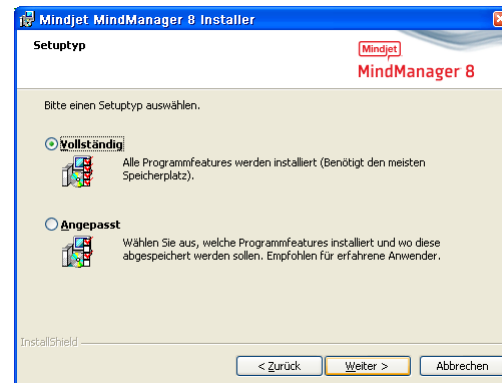 Mindjet MindManager 8 Installer
Setuptyp
Mindjet
MindManager 8
Bitte einen Setuptyp auswählen.
Vollständig
Alle Programmfeatures werden installiert (Benötigt den meisten
Speicherplatz).
Angepasst
Wählen Sie aus, welche Programmfeatures installiert und wo diese
abgespeichert werden sollen. Empfohlen für erfahrene Anwender.
InstallShield
< Zurück Weiter > Abbrechen